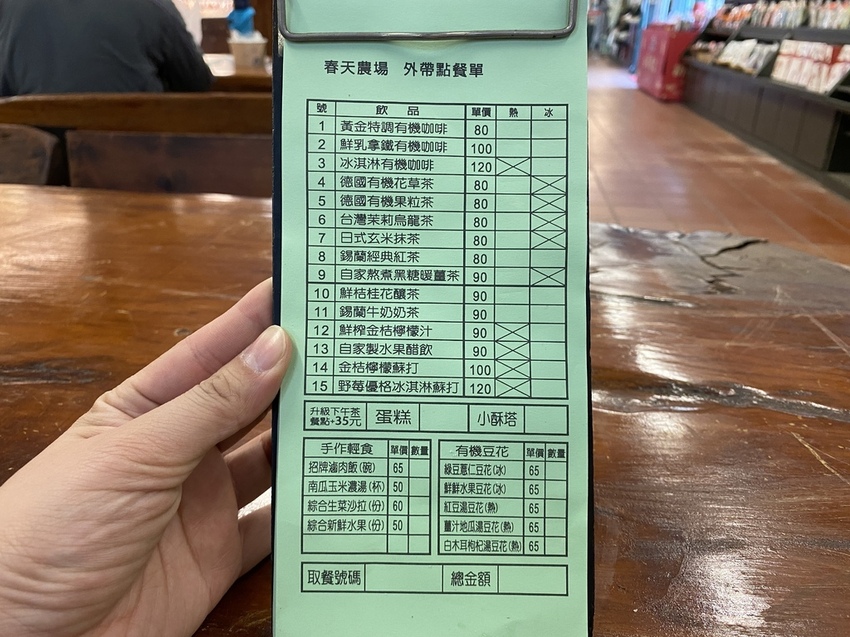 春天農場 外帶點餐單
號 飲品 單價 熱 冰
1 黃金特調有機咖啡 80
2 鮮乳拿鐵有機咖啡 100
3 冰淇淋有機咖啡 120
4 德國有機花草茶 80
5 德國有機果粒茶 80
6 台灣茉莉烏龍茶 80
7 日式玄米抹茶 80
8 錫蘭經典紅茶 80
9 自家熬煮黑糖暖薑茶 90
10 鮮桔桂花釀茶 90
11 錫蘭牛奶奶茶 90
12 鮮榨金桔檸檬汁 90
13 自家製水果醋飲 90
14 金桔檸檬蘇打 100
15 野莓優格冰淇淋蘇打 120
升級下午茶
餐點+35元 蛋糕 小酥塔
手作輕食 單價 數量
招牌滷肉飯(碗) 65
南瓜玉米濃湯(杯) 50
綜合生菜沙拉(份) 60
綜合新鮮水果(份) 50
有機豆花 單價 數量
綠豆薏仁豆花(冰) 65
鮮鮮水果豆花(冰) 65
紅豆湯豆花(熱) 65
薑汁地瓜湯豆花(熱) 65
白木耳枸杞湯豆花(熱) 65
取餐號碼 總金額